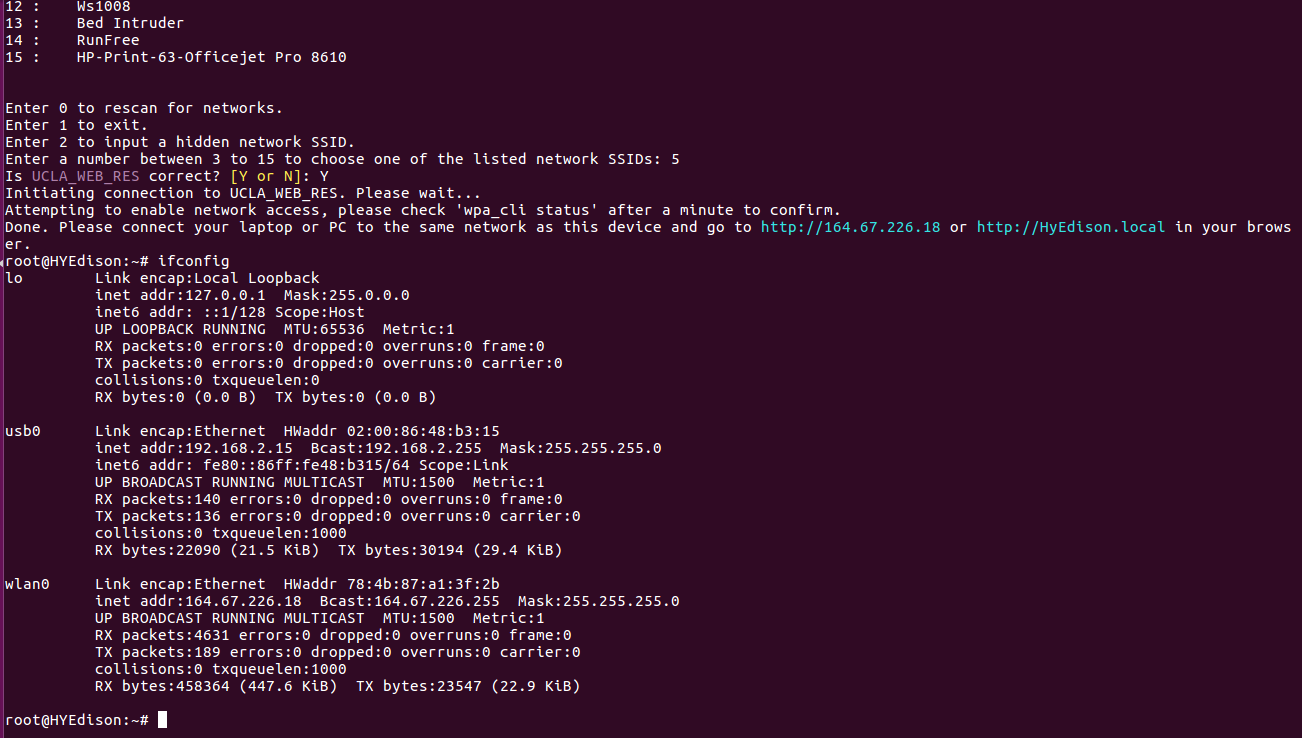 12 :    Ws1008
13 :    Bed Intruder
14 :    RunFree
15 :    HP-Print-63-Officejet Pro 8610
Enter 0 to rescan for networks.
Enter 1 to exit.
Enter 2 to input a hidden network SSID.
Enter a number between 3 to 15 to choose one of the listed network SSIDs: 5
Is UCLA_WEB_RES correct? [Y or N]: Y
Initiating connection to UCLA_WEB_RES. Please wait...
Attempting to enable network access, please check 'wpa_cli status' after a minute to confirm.
Done. Please connect your laptop or PC to the same network as this device and go to http://164.67.226.18 or http://HyEdison.local in your brows
er.
root@HYEdison:~# ifconfig
lo        Link encap:Local Loopback
          inet addr:127.0.0.1  Mask:255.0.0.0
          inet6 addr: ::1/128 Scope:Host
          UP LOOPBACK RUNNING  MTU:65536  Metric:1
          RX packets:0 errors:0 dropped:0 overruns:0 frame:0
          TX packets:0 errors:0 dropped:0 overruns:0 carrier:0
          collisions:0 txqueuelen:0
          RX bytes:0 (0.0 B)  TX bytes:0 (0.0 B)
usb0      Link encap:Ethernet  HWaddr 02:00:86:48:b3:15
          inet addr:192.168.2.15  Bcast:192.168.2.255  Mask:255.255.255.0
          inet6 addr: fe80::86ff:fe48:b315/64 Scope:Link
          UP BROADCAST RUNNING MULTICAST  MTU:1500  Metric:1
          RX packets:140 errors:0 dropped:0 overruns:0 frame:0
          TX packets:136 errors:0 dropped:0 overruns:0 carrier:0
          collisions:0 txqueuelen:1000
          RX bytes:22090 (21.5 KiB)  TX bytes:30194 (29.4 KiB)
wlan0     Link encap:Ethernet  HWaddr 78:4b:87:a1:3f:2b
          inet addr:164.67.226.18  Bcast:164.67.226.255  Mask:255.255.255.0
          UP BROADCAST RUNNING MULTICAST  MTU:1500  Metric:1
          RX packets:4631 errors:0 dropped:0 overruns:0 frame:0
          TX packets:189 errors:0 dropped:0 overruns:0 carrier:0
          collisions:0 txqueuelen:1000
          RX bytes:458364 (447.6 KiB)  TX bytes:23547 (22.9 KiB)
root@HYEdison:~#